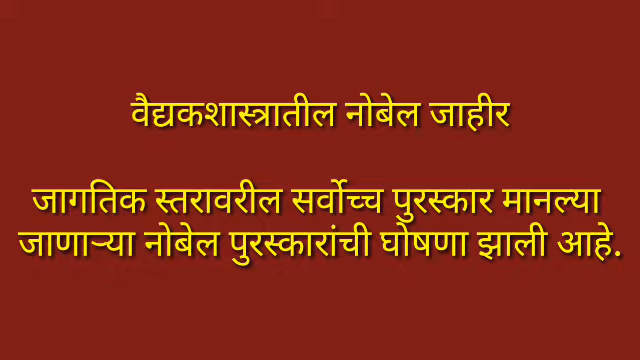 वैद्यकशास्त्रातील नोबेल जाहीर
जागतिक स्तरावरील सर्वोच्च पुरस्कार मानल्या
जाणाऱ्या नोबेल पुरस्कारांची घोषणा झाली आहे.